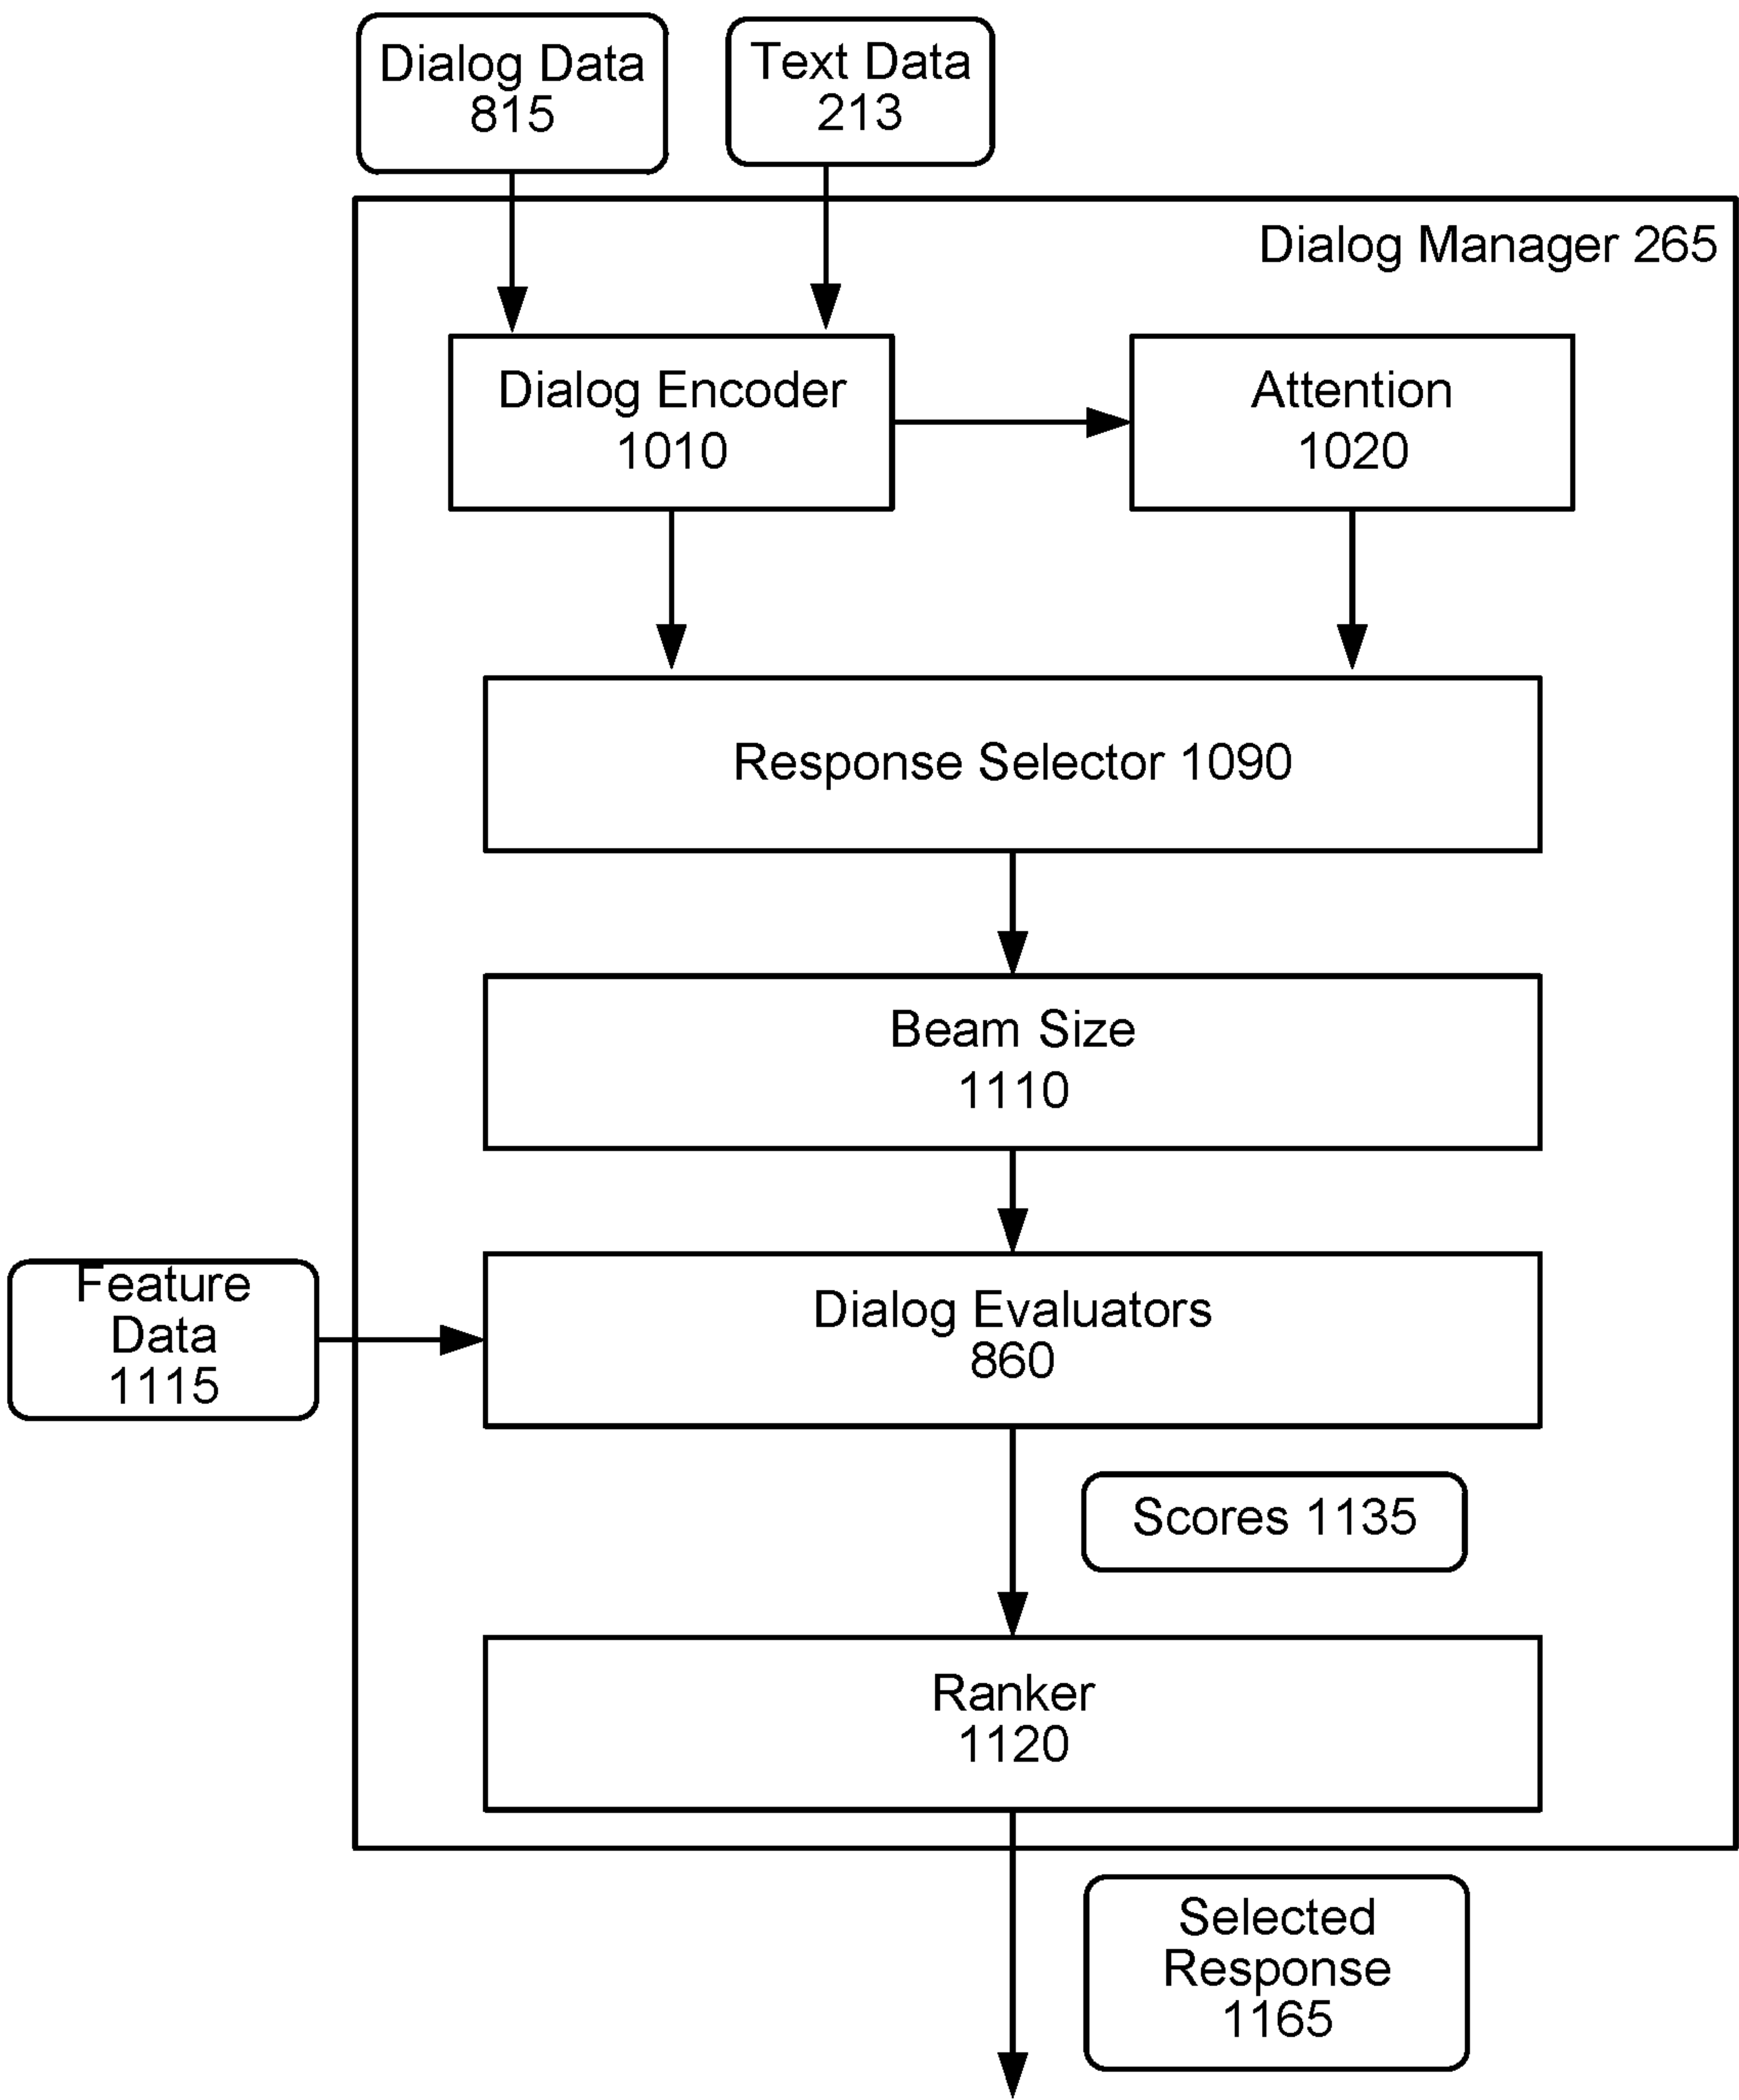 Dialog Data
815
Text Data
213
Dialog Manager 265
Dialog Encoder
1010
Attention
1020
Response Selector 1090
Beam Size
1110
Feature
Data
1115
Dialog Evaluators
860
Scores 1135
Ranker
1120
Selected
Response
1165